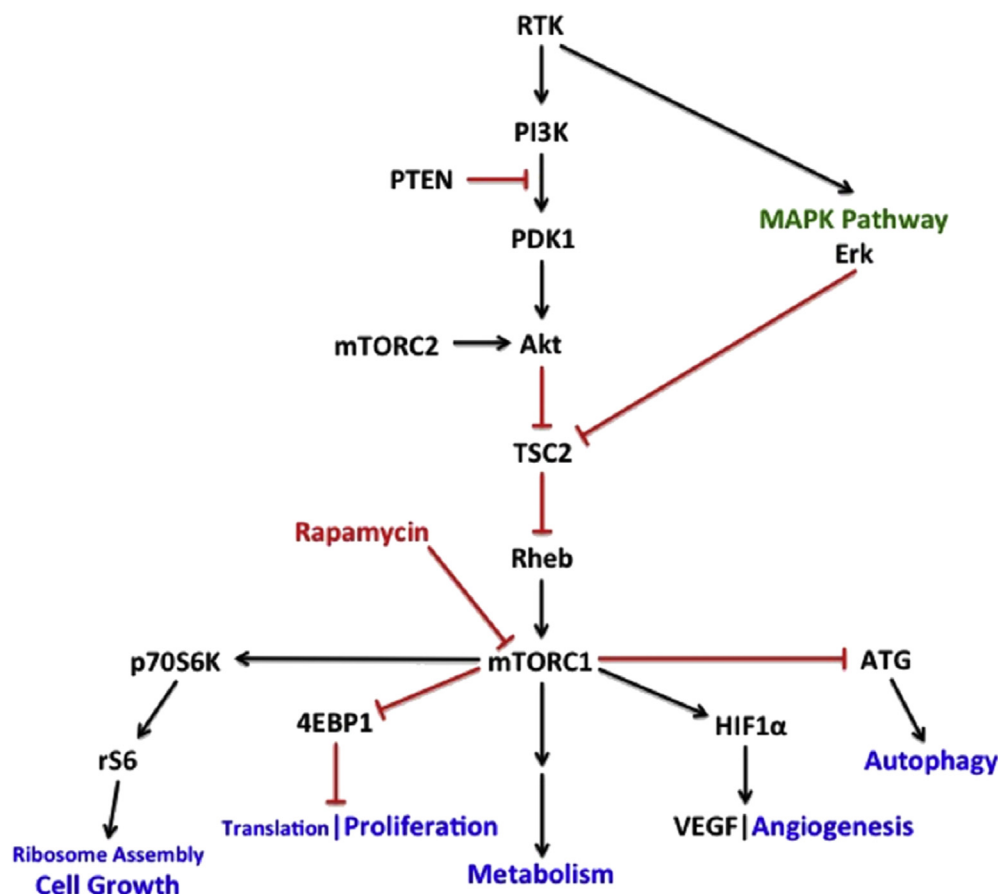 RTK
PI3K
PTEN
MAPK Pathway
PDK1
Erk
mTORC2
Akt
TSC2
Rapamycin
Rheb
p70S6K
mTORC1
ATG
4EBP1
HIF1α
rS6
Autophagy
Translation|Proliferation
VEGF|Angiogenesis
Ribosome Assembly
Cell Growth
Metabolism